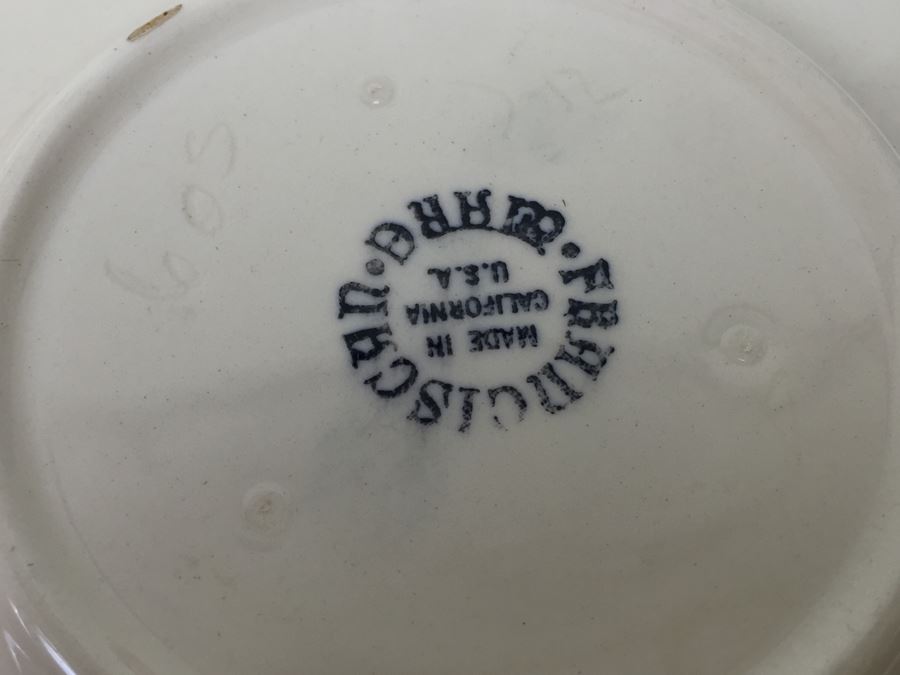 FRANCISCAN
MADE IN
CALIFORNIA
U.S.A.
WARE